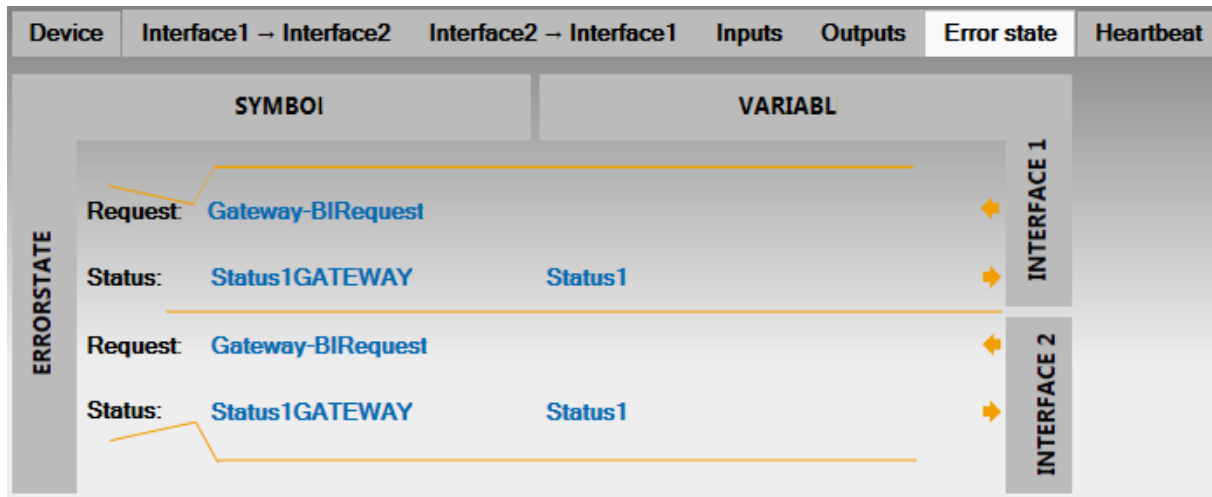 Device Interface1 → Interface2 Interface2 → Interface1 Inputs Outputs Error state Heartbeat
SYMBOL VARIABL
ERRORSTATE
Request: Gateway-BIRequest
Status: Status1GATEWAY Status1
INTERFACE 1
Request: Gateway-BIRequest
Status: Status1GATEWAY Status1
INTERFACE 2